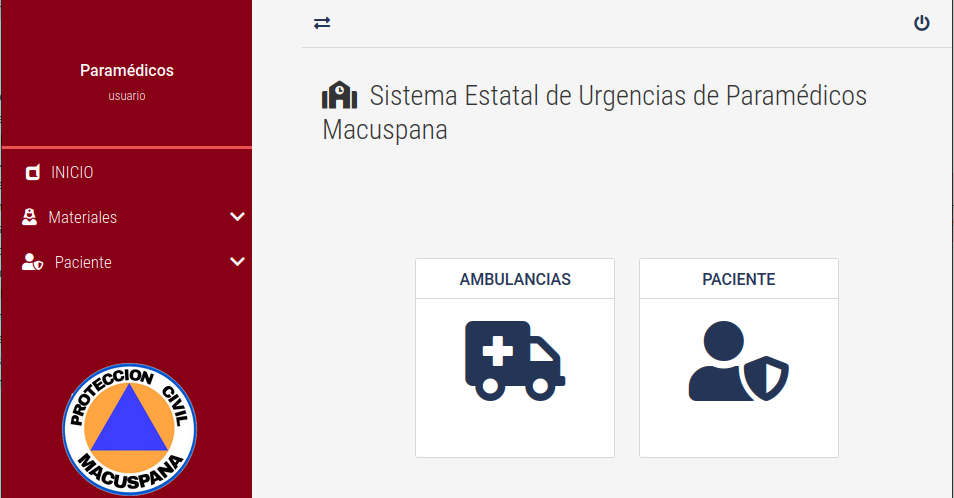 Paramédicos
usuario
INICIO
Materiales
Paciente
PROTECCION CIVIL
MACUSPANA
Sistema Estatal de Urgencias de Paramédicos
Macuspana
AMBULANCIAS
PACIENTE